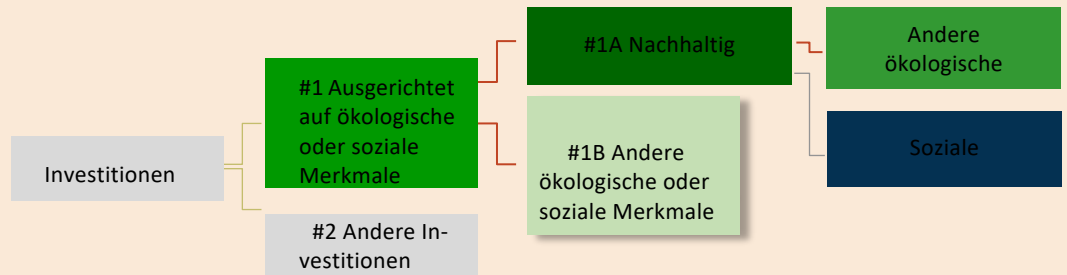 Investitionen
#1 Ausgerichtet
auf ökologische
oder soziale
Merkmale
#2 Andere In-
vestitionen
#1A Nachhaltig
#1B Andere
ökologische oder
soziale Merkmale
Andere
ökologische
Soziale